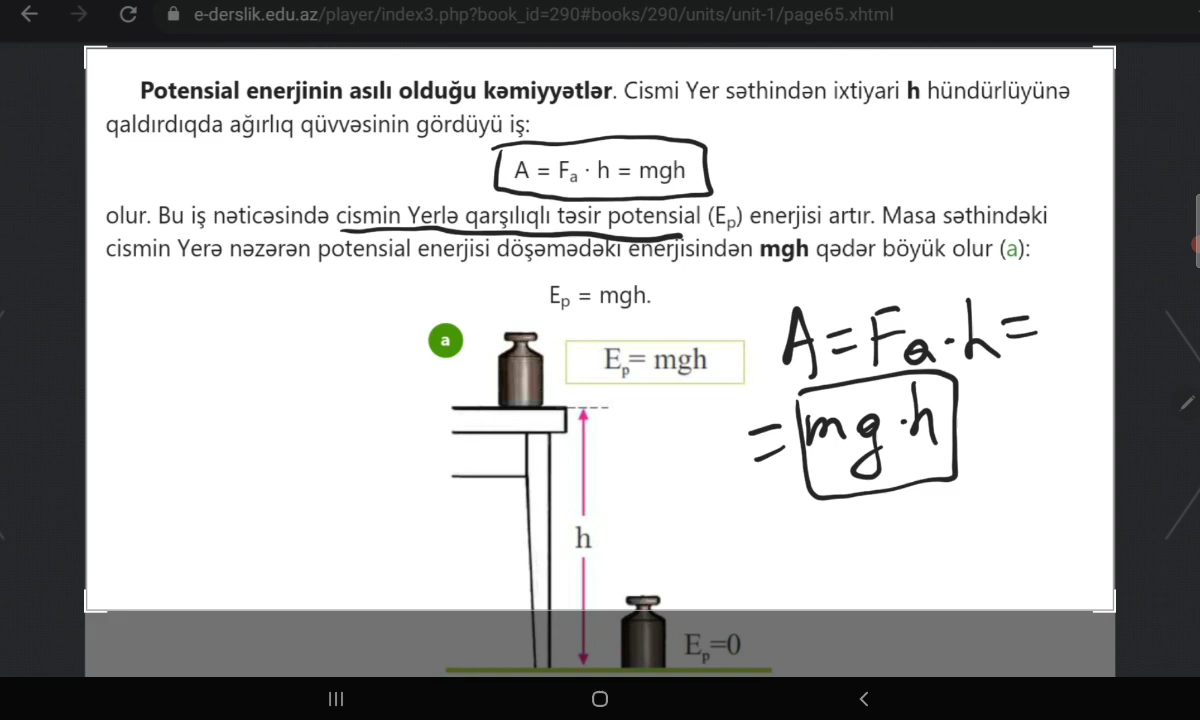 e-derslik.edu.az/player/index3.php?book_id=290#books/290/units/unit-1/page65.xhtml
Potensial enerjinin asılı olduğu kəmiyyətlər. Cismi Yer səthindən ixtiyari h hündürlüyünə
qaldırdıqda ağırlıq qüvvəsinin gördüyü iş:
A = Fa · h = mgh
olur. Bu iş nəticəsində cismin Yerlə qarşılıqlı təsir potensial (Ep) enerjisi artır. Masa səthindəki
cismin Yerə nəzərən potensial enerjisi döşəmədəki enerjisindən mgh qədər böyük olur (a):
Ep = mgh.
a
Ep= mgh
A = Fa · h =
= mg · h
h
Ep=0